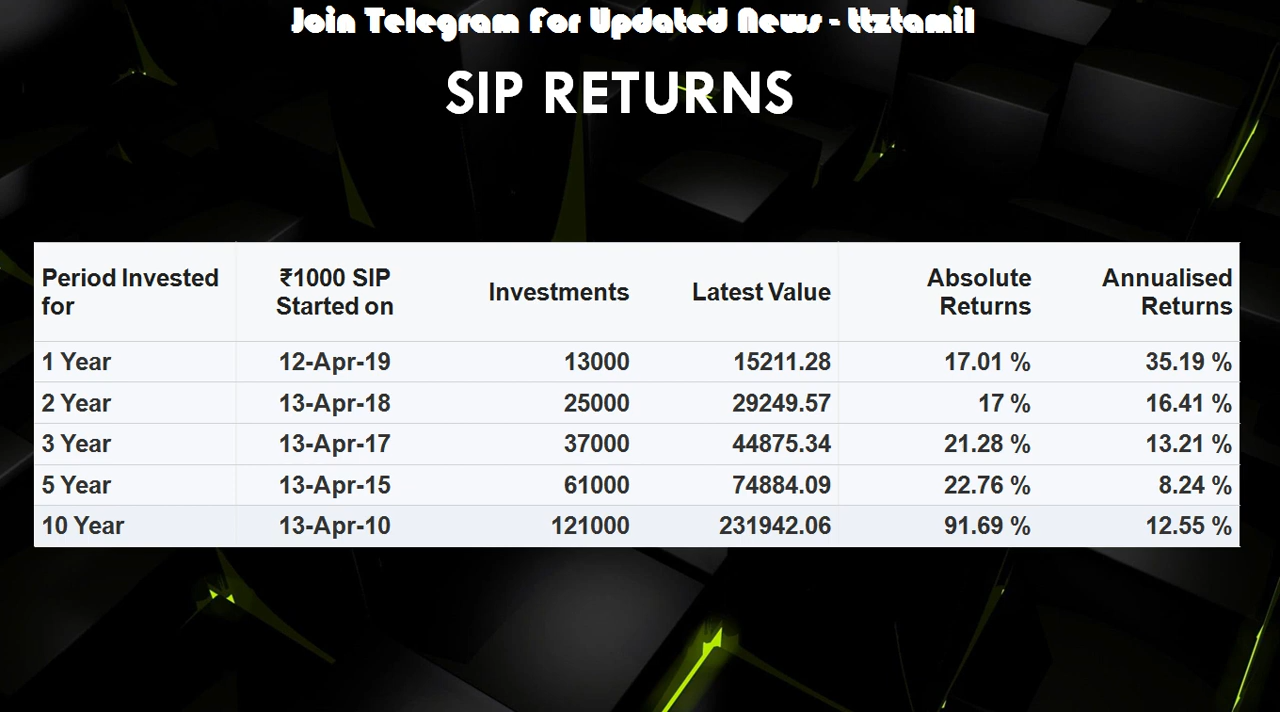 Join Telegram For Updated News - ttztamil
SIP RETURNS
Period Invested for | ₹1000 SIP Started on | Investments | Latest Value | Absolute Returns | Annualised Returns
1 Year | 12-Apr-19 | 13000 | 15211.28 | 17.01 % | 35.19 %
2 Year | 13-Apr-18 | 25000 | 29249.57 | 17 % | 16.41 %
3 Year | 13-Apr-17 | 37000 | 44875.34 | 21.28 % | 13.21 %
5 Year | 13-Apr-15 | 61000 | 74884.09 | 22.76 % | 8.24 %
10 Year | 13-Apr-10 | 121000 | 231942.06 | 91.69 % | 12.55 %